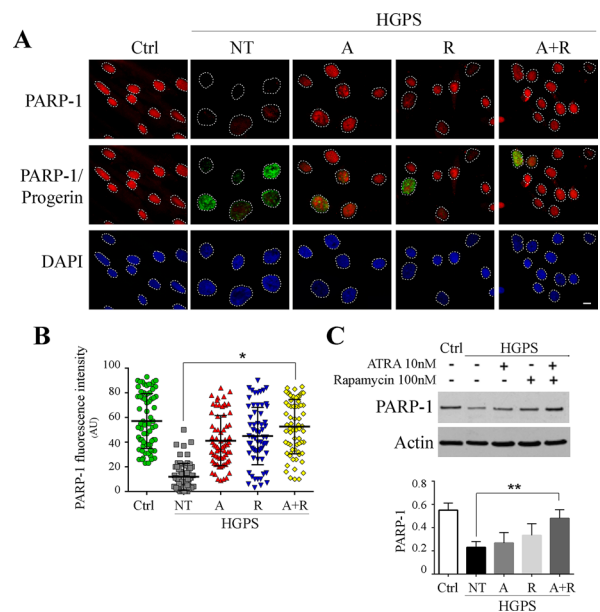 HGPS
A
Ctrl NT A R A+R
PARP-1
PARP-1/
Progerin
DAPI
B
PARP-1 fluorescence intensity
(AU)
100
80
60
40
20
0
*
Ctrl NT A R A+R
HGPS
C
Ctrl HGPS
ATRA 10nM - - + - +
Rapamycin 100nM - - - + +
PARP-1
Actin
PARP-1
0.8
0.6
0.4
0.2
0
**
Ctrl NT A R A+R
HGPS